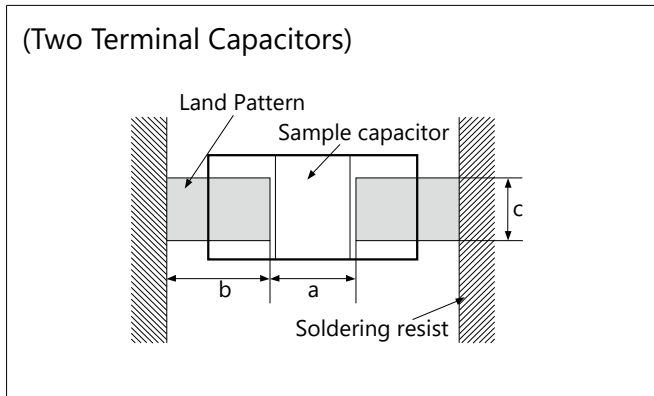 (Two Terminal Capacitors)
Land Pattern
Sample capacitor
c
b
a
Soldering resist